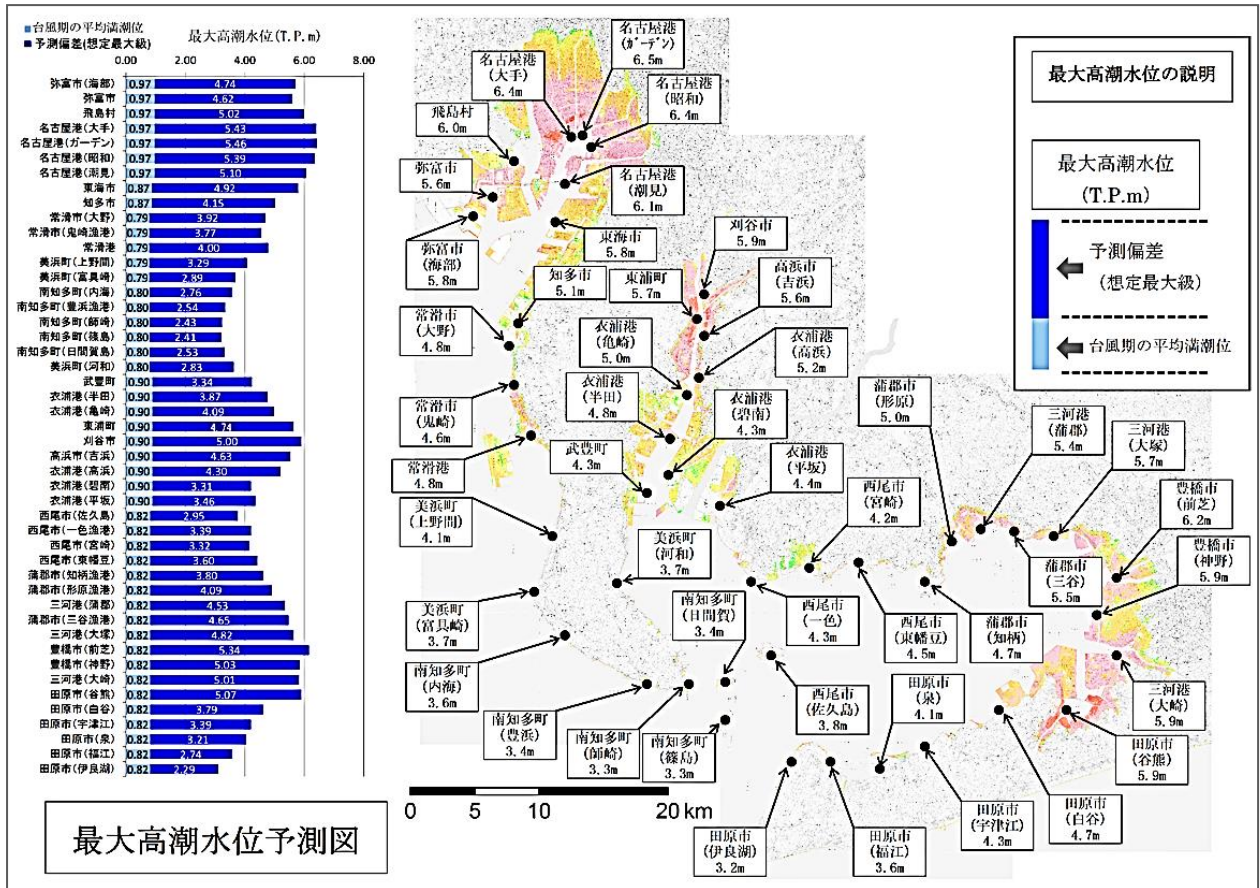 台風期の平均満潮位
予測偏差(想定最大級)
最大高潮水位(T.P.m)
0.00 2.00 4.00 6.00 8.00
弥富市(海部) 0.97 4.74
弥富市 0.97 4.62
飛島村 0.97 5.02
名古屋港(大手) 0.97 5.43
名古屋港(ガーデン) 0.97 5.46
名古屋港(昭和) 0.97 5.39
名古屋港(潮見) 0.97 5.10
東海市 0.87 4.92
知多市 0.87 4.15
常滑市(大野) 0.79 3.92
常滑市(鬼崎漁港) 0.79 3.77
常滑港 0.79 4.00
美浜町(上野間) 0.79 3.29
美浜町(富具崎) 0.79 2.89
南知多町(内海) 0.80 2.76
南知多町(豊浜漁港) 0.80 2.54
南知多町(師崎) 0.80 2.43
南知多町(篠島) 0.80 2.41
南知多町(日間賀島) 0.80 2.53
美浜町(河和) 0.80 2.83
武豊町 0.90 3.34
衣浦港(半田) 0.90 3.87
衣浦港(亀崎) 0.90 4.09
東浦町 0.90 4.74
刈谷市 0.90 5.00
高浜市(吉浜) 0.90 4.63
衣浦港(高浜) 0.90 4.30
衣浦港(碧南) 0.90 3.31
衣浦港(平坂) 0.90 3.46
西尾市(佐久島) 0.82 2.95
西尾市(一色漁港) 0.82 3.39
西尾市(宮崎) 0.82 3.32
西尾市(東幡豆) 0.82 3.60
蒲郡市(知柄漁港) 0.82 3.80
蒲郡市(形原漁港) 0.82 4.09
三河港(蒲郡) 0.82 4.53
蒲郡市(三谷漁港) 0.82 4.65
三河港(大塚) 0.82 4.82
豊橋市(前芝) 0.82 5.34
豊橋市(神野) 0.82 5.03
三河港(大崎) 0.82 5.01
田原市(谷熊) 0.82 5.07
田原市(白谷) 0.82 3.79
田原市(宇津江) 0.82 3.39
田原市(泉) 0.82 3.21
田原市(福江) 0.82 2.74
田原市(伊良湖) 0.82 2.29
最大高潮水位予測図
名古屋港
(ｶﾞｰﾃﾞﾝ)
6.5m
名古屋港
(大手)
6.4m
名古屋港
(昭和)
6.4m
飛島村
6.0m
弥富市
5.6m
名古屋港
(潮見)
6.1m
弥富市
(海部)
5.8m
東海市
5.8m
刈谷市
5.9m
知多市
5.1m
東浦町
5.7m
高浜市
(吉浜)
5.6m
常滑市
(大野)
4.8m
衣浦港
(亀崎)
5.0m
衣浦港
(高浜)
5.2m
常滑市
(鬼崎)
4.6m
衣浦港
(半田)
4.8m
衣浦港
(碧南)
4.3m
蒲郡市
(形原)
5.0m
三河港
(蒲郡)
5.4m
三河港
(大塚)
5.7m
常滑港
4.8m
武豊町
4.3m
衣浦港
(平坂)
4.4m
西尾市
(宮崎)
4.2m
豊橋市
(前芝)
6.2m
美浜町
(上野間)
4.1m
美浜町
(河和)
3.7m
蒲郡市
(三谷)
5.5m
豊橋市
(神野)
5.9m
美浜町
(富具崎)
3.7m
南知多町
(日間賀)
3.4m
西尾市
(一色)
4.3m
西尾市
(東幡豆)
4.5m
蒲郡市
(知柄)
4.7m
南知多町
(内海)
3.6m
西尾市
(佐久島)
3.8m
田原市
(泉)
4.1m
三河港
(大崎)
5.9m
南知多町
(豊浜)
3.4m
南知多町
(師崎)
3.3m
南知多町
(篠島)
3.3m
田原市
(谷熊)
5.9m
田原市
(伊良湖)
3.2m
田原市
(福江)
3.6m
田原市
(宇津江)
4.3m
田原市
(白谷)
4.7m
0 10 20 km
最大高潮水位の説明
最大高潮水位
(T.P.m)
予測偏差
(想定最大級)
台風期の平均満潮位